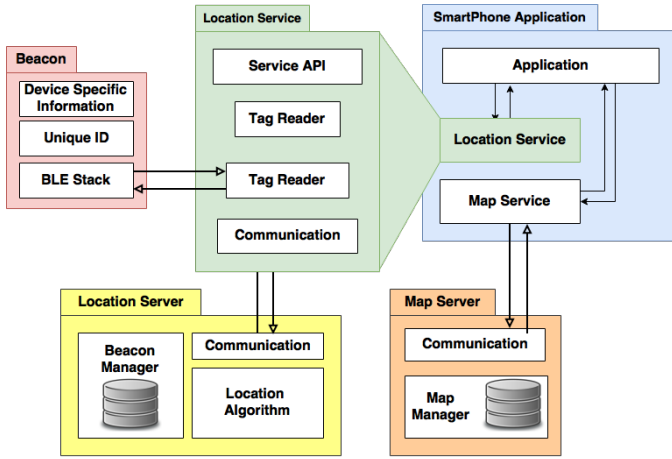 Location Service
SmartPhone Application
Beacon
Device Specific
Information
Unique ID
BLE Stack
Service API
Tag Reader
Tag Reader
Communication
Application
Location Service
Map Service
Location Server
Beacon
Manager
Communication
Location
Algorithm
Map Server
Communication
Map
Manager